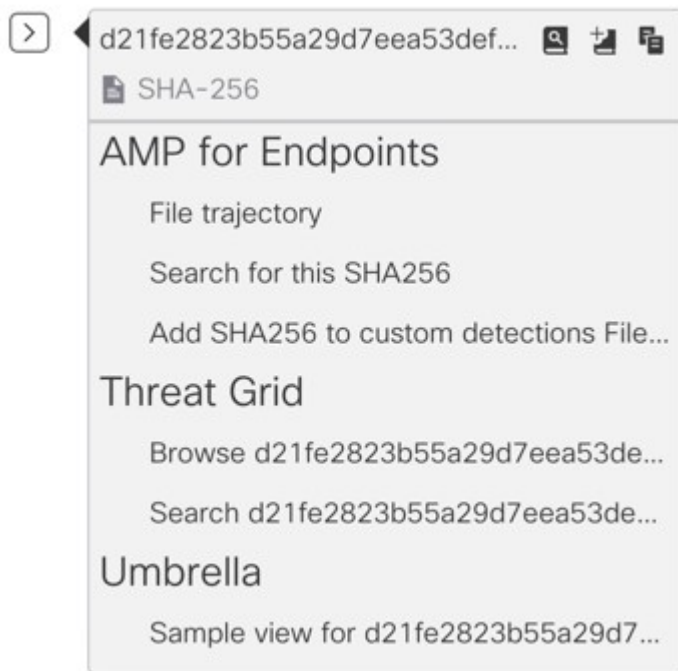 d21fe2823b55a29d7eea53def...
SHA-256
AMP for Endpoints
File trajectory
Search for this SHA256
Add SHA256 to custom detections File...
Threat Grid
Browse d21fe2823b55a29d7eea53de...
Search d21fe2823b55a29d7eea53de...
Umbrella
Sample view for d21fe2823b55a29d7...